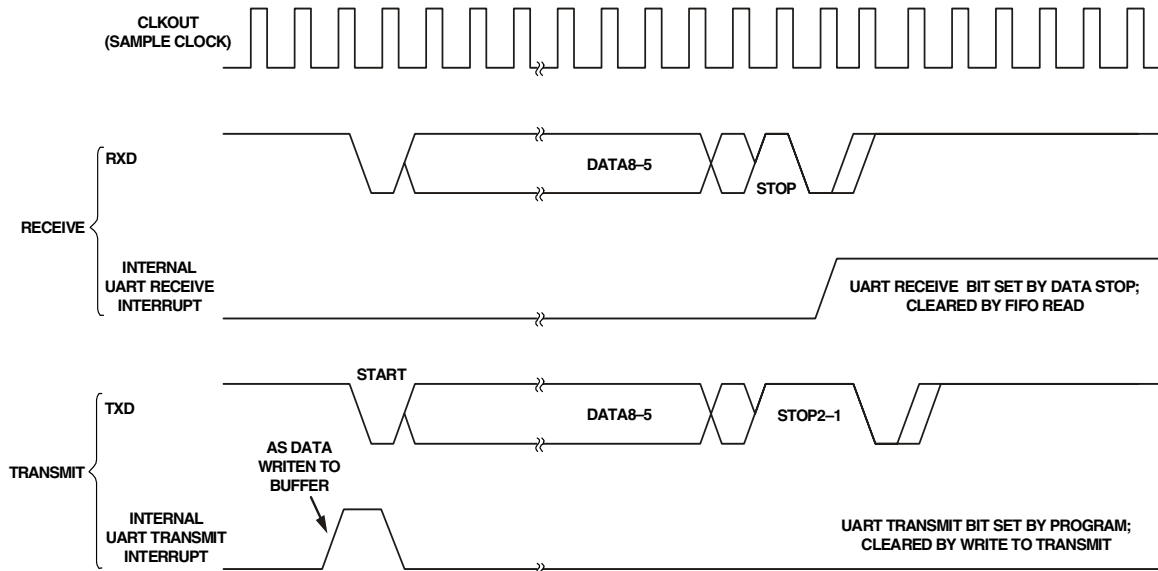 CLKOUT
(SAMPLE CLOCK)
RXD
DATA8–5
STOP
RECEIVE
INTERNAL
UART RECEIVE
INTERRUPT
UART RECEIVE BIT SET BY DATA STOP;
CLEARED BY FIFO READ
START
TXD
DATA8–5
STOP2–1
AS DATA
WRITEN TO
BUFFER
TRANSMIT
INTERNAL
UART TRANSMIT
INTERRUPT
UART TRANSMIT BIT SET BY PROGRAM;
CLEARED BY WRITE TO TRANSMIT